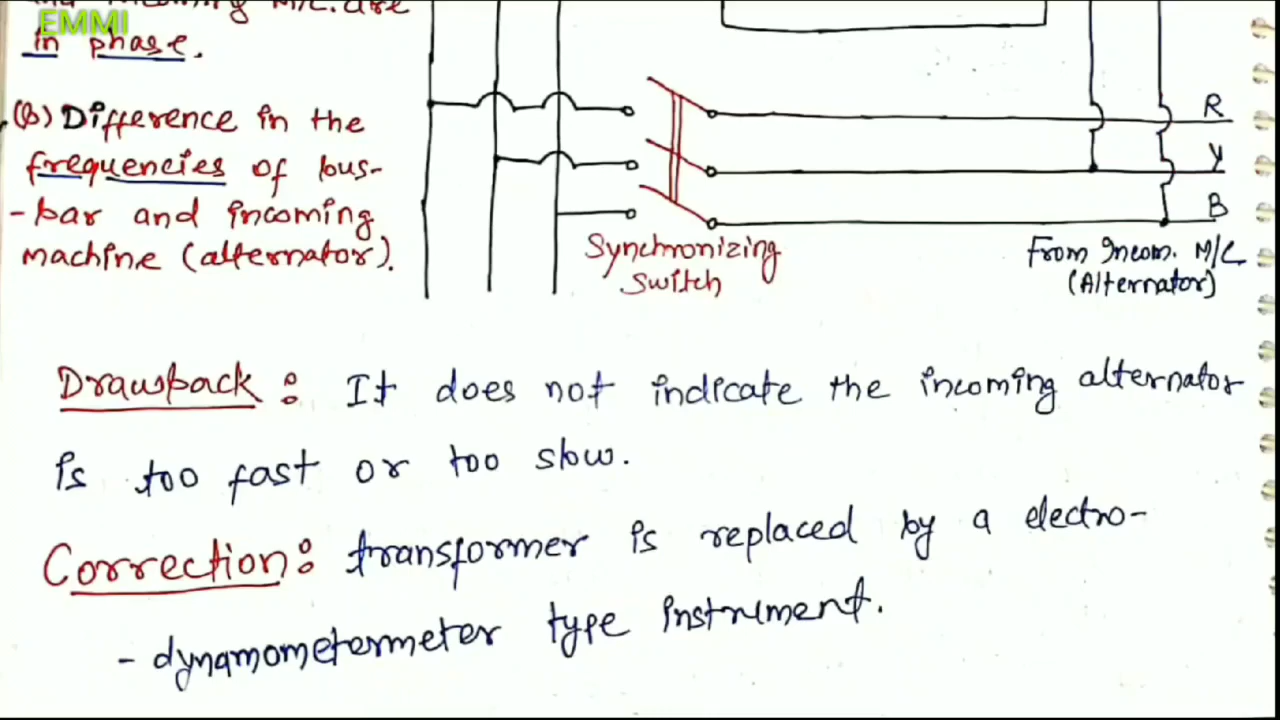 EMMI
M/C. are
in phase.
(b) Difference in the
frequencies of bus-
-bar and incoming
machine (alternator).
R
Y
B
Synchronizing
Switch
From Incom. M/C
(Alternator)
Drawback : It does not indicate the incoming alternator
is too fast or too slow.
Correction: transformer is replaced by a electro-
- dynamometermeter type instrument.